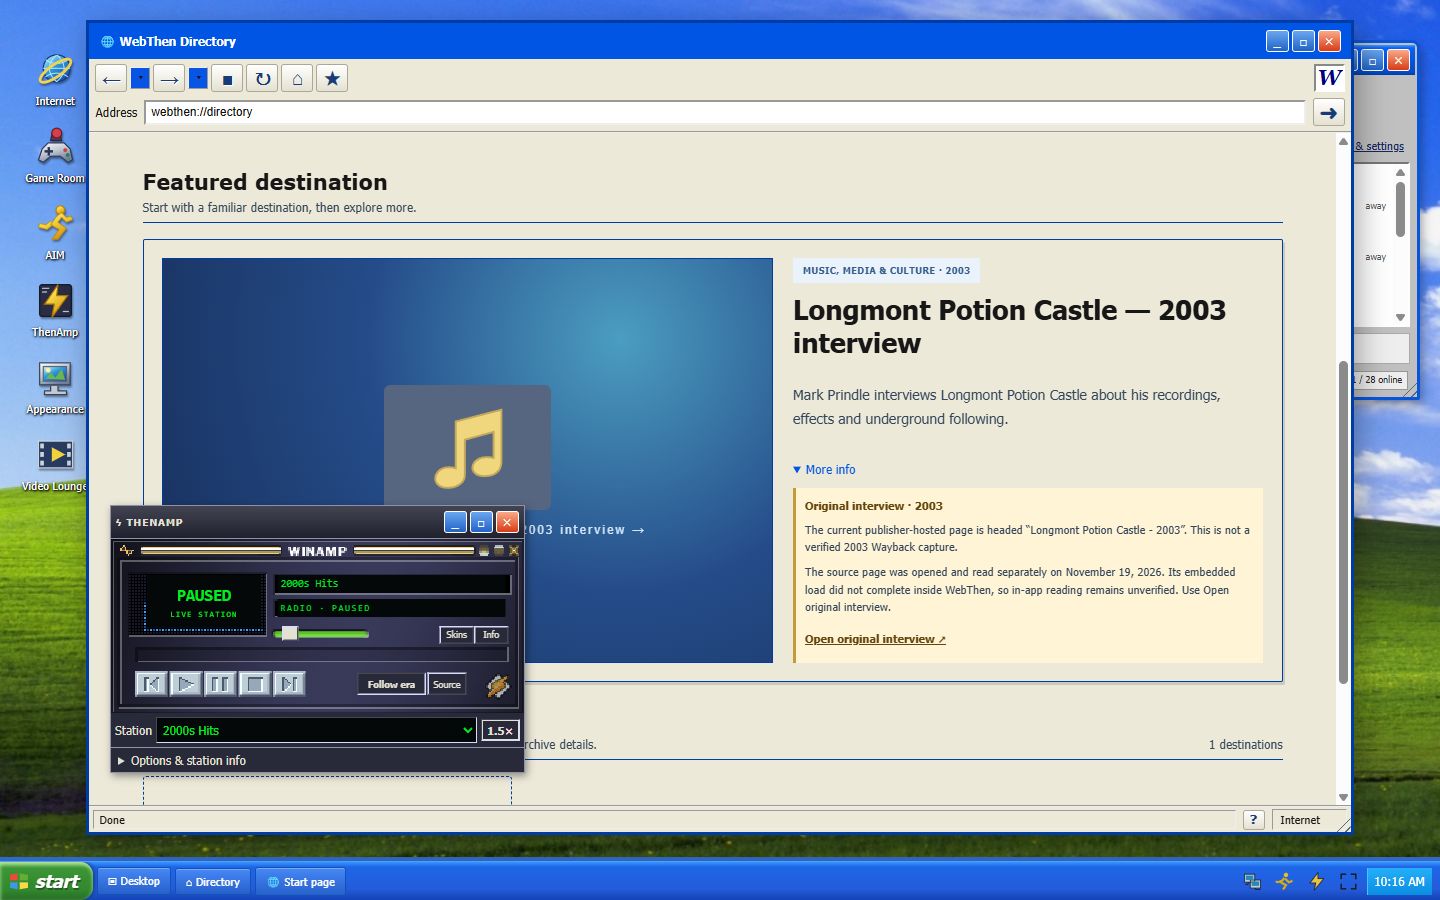 WebThen Directory
Address
webthen://directory
W
Internet
Game Room
AIM
ThenAmp
Appearance
Video Lounge
& settings
away
away
/ 28 online
Featured destination
Start with a familiar destination, then explore more.
MUSIC, MEDIA & CULTURE · 2003
Longmont Potion Castle — 2003
interview
Mark Prindle interviews Longmont Potion Castle about his recordings,
effects and underground following.
▼ More info
Original interview · 2003
The current publisher-hosted page is headed “Longmont Potion Castle - 2003”. This is not a
verified 2003 Wayback capture.
The source page was opened and read separately on November 19, 2026. Its embedded
load did not complete inside WebThen, so in-app reading remains unverified. Use Open
original interview.
Open original interview ↗
2003 interview →
THENAMP
WINAMP
PAUSED
LIVE STATION
2000s Hits
RADIO · PAUSED
Skins
Info
Follow era
Source
Station
2000s Hits
1.5×
▶ Options & station info
archive details.
1 destinations
Done
?
Internet
start
Desktop
Directory
Start page
10:16 AM